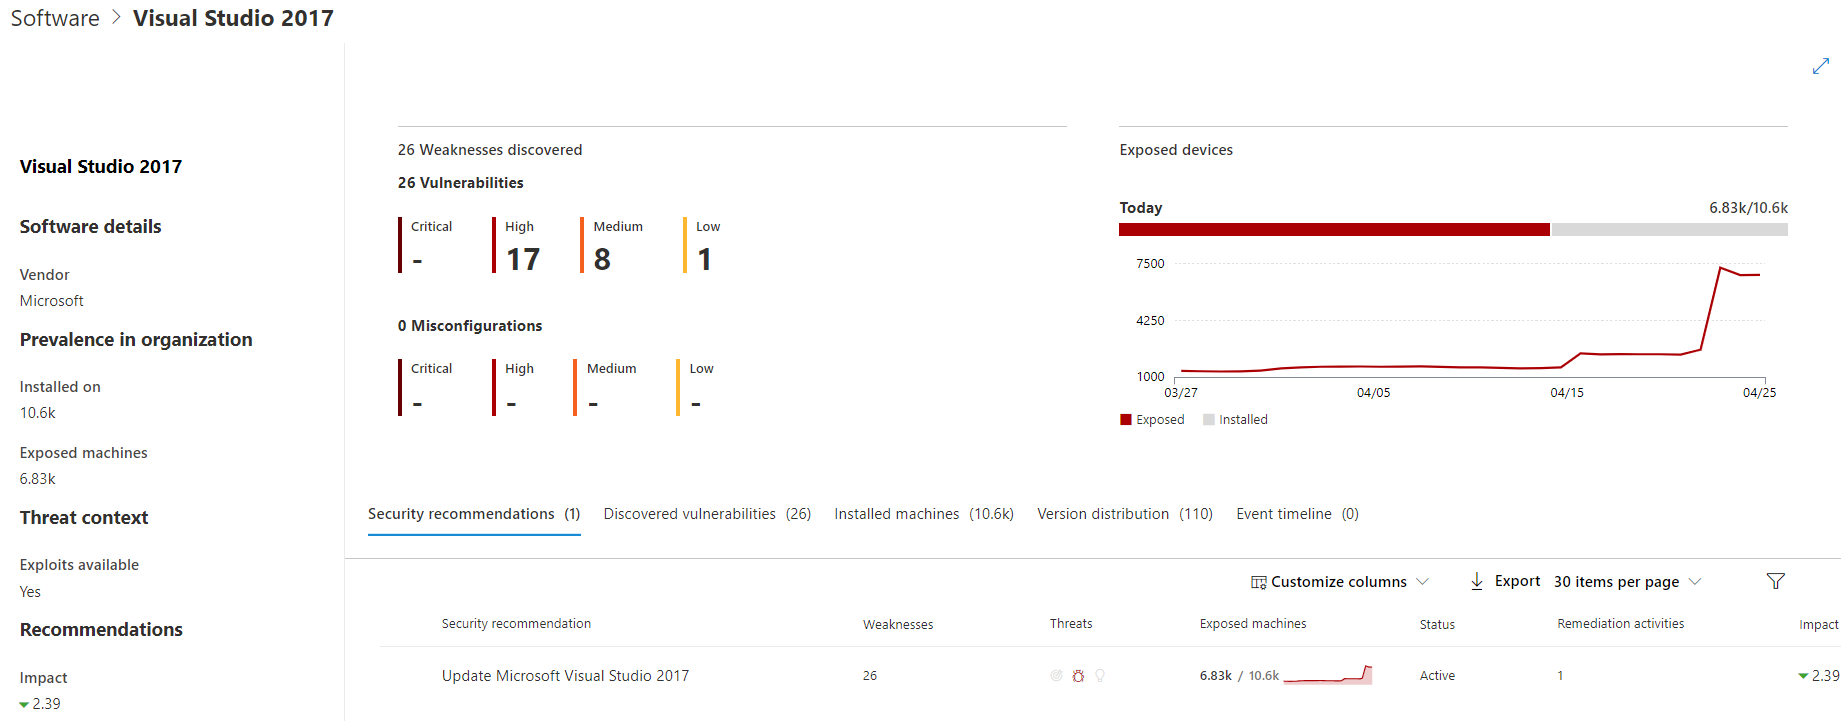 Software > Visual Studio 2017
Visual Studio 2017
Software details
Vendor
Microsoft
Prevalence in organization
Installed on
10.6k
Exposed machines
6.83k
Threat context
Exploits available
Yes
Recommendations
Impact
2.39
26 Weaknesses discovered
26 Vulnerabilities
Critical High Medium Low
- 17 8 1
0 Misconfigurations
Critical High Medium Low
- - - -
Exposed devices
Today 6.83k/10.6k
7500
4250
1000
03/27 04/05 04/15 04/25
Exposed Installed
Security recommendations (1) Discovered vulnerabilities (26) Installed machines (10.6k) Version distribution (110) Event timeline (0)
Customize columns Export 30 items per page
Security recommendation Weaknesses Threats Exposed machines Status Remediation activities Impact
Update Microsoft Visual Studio 2017 26 6.83k / 10.6k Active 1 2.39